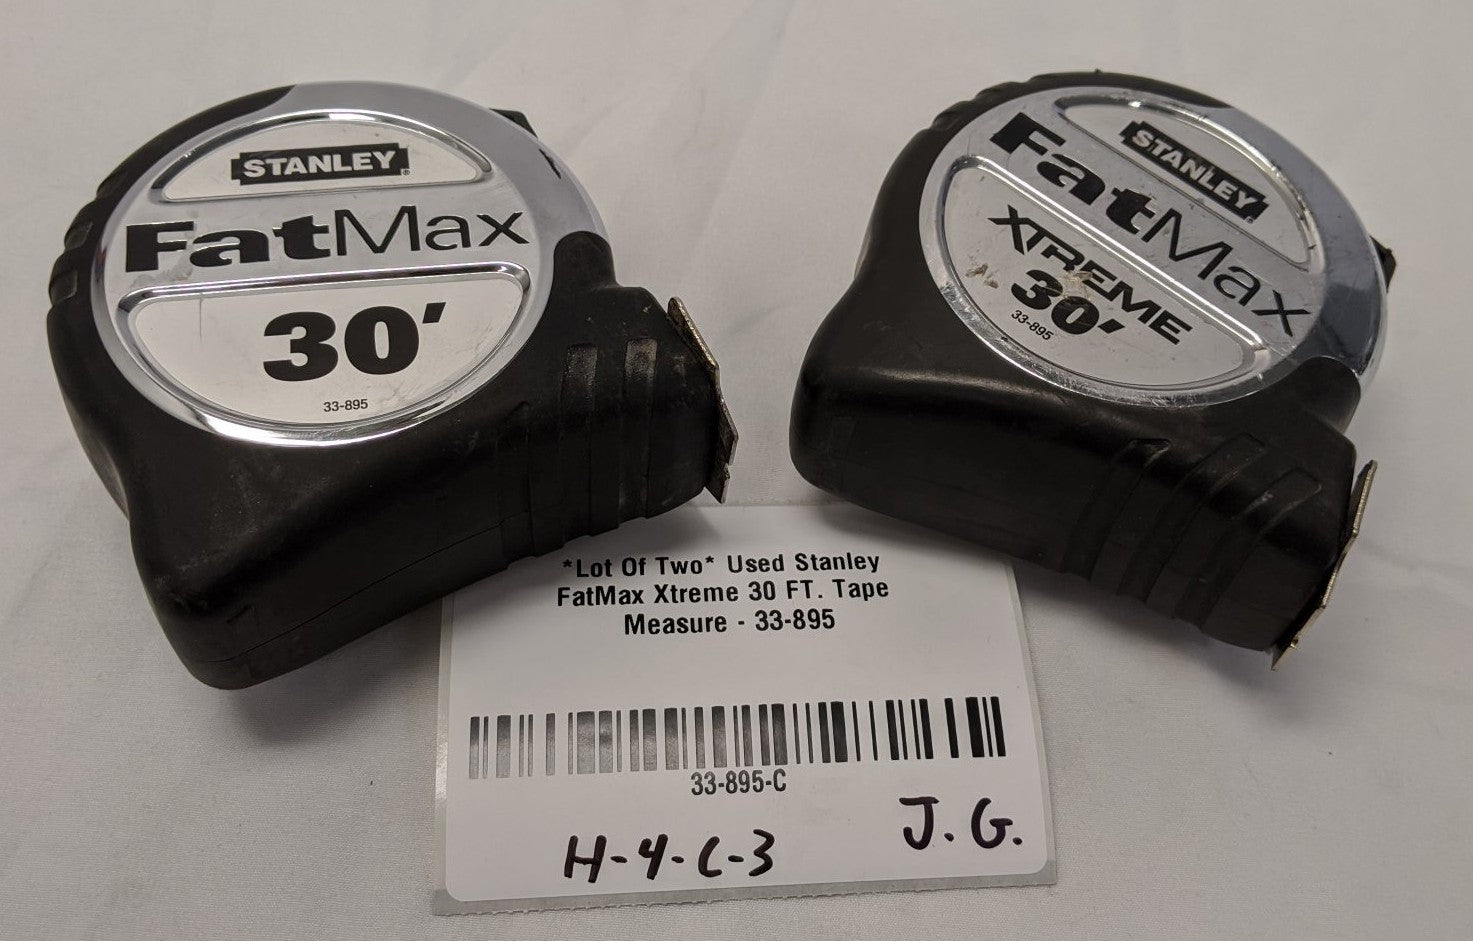 STANLEY®
FatMax
30'
33-895
STANLEY®
FatMax
XTREME
30'
33-895
*Lot Of Two* Used Stanley
FatMax Xtreme 30 FT. Tape
Measure - 33-895
33-895-C
H-4-C-3
J.G.